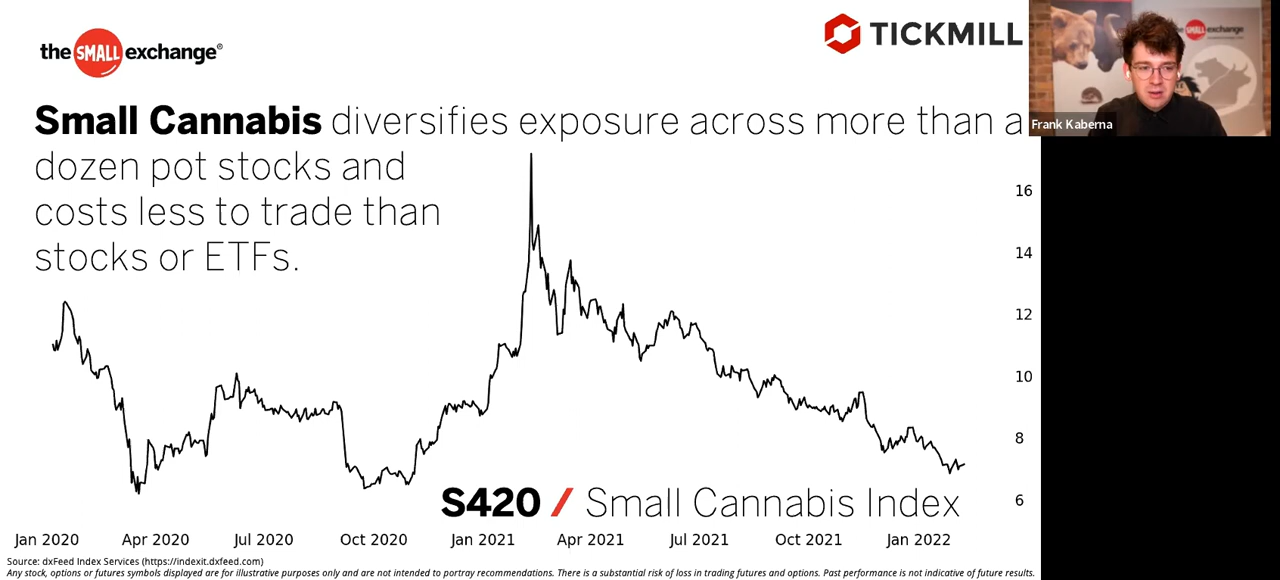 the SMALL exchange®
TICKMILL
the SMALL exchange
Frank Kaberna
Small Cannabis diversifies exposure across more than a
dozen pot stocks and
costs less to trade than
stocks or ETFs.
16
14
12
10
8
6
S420 / Small Cannabis Index
Jan 2020 Apr 2020 Jul 2020 Oct 2020 Jan 2021 Apr 2021 Jul 2021 Oct 2021 Jan 2022
Source: dxFeed Index Services (https://indexit.dxfeed.com)
Any stock, options or futures symbols displayed are for illustrative purposes only and are not intended to portray recommendations. There is a substantial risk of loss in trading futures and options. Past performance is not indicative of future results.